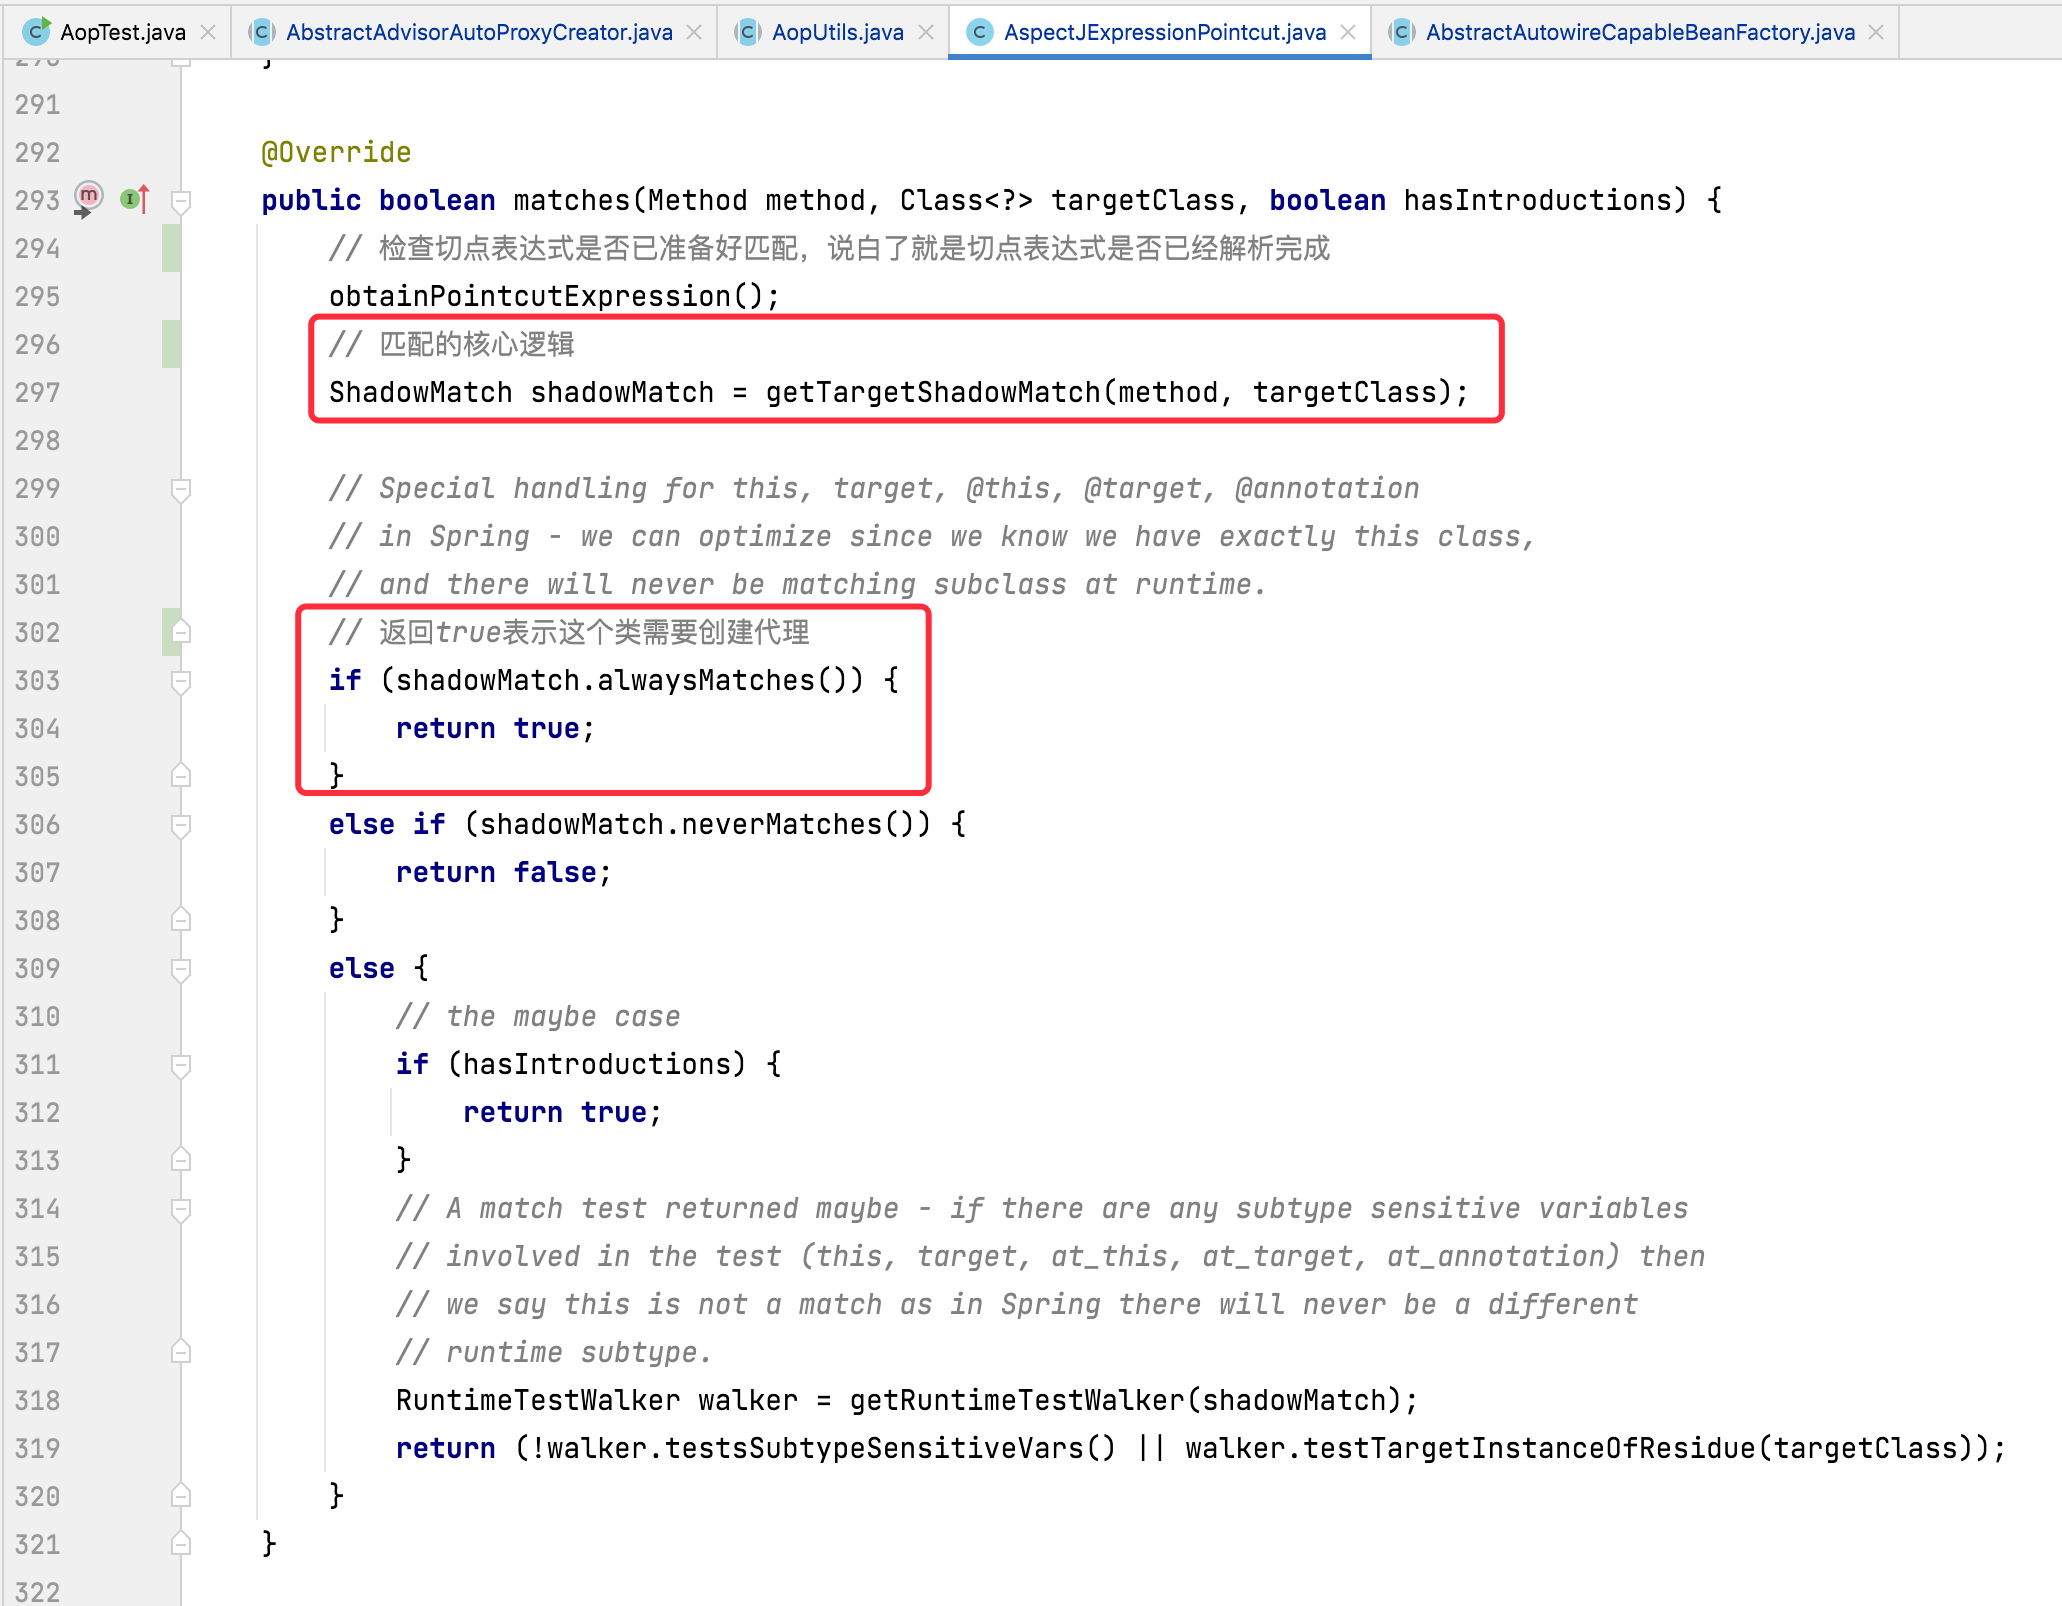 AopTest.java AbstractAdvisorAutoProxyCreator.java AopUtils.java AspectJExpressionPointcut.java AbstractAutowireCapableBeanFactory.java
}
291
292 @Override
293 public boolean matches(Method method, Class<?> targetClass, boolean hasIntroductions) {
294 // 检查切点表达式是否已准备好匹配，说白了就是切点表达式是否已经解析完成
295 obtainPointcutExpression();
296 // 匹配的核心逻辑
297 ShadowMatch shadowMatch = getTargetShadowMatch(method, targetClass);
298
299 // Special handling for this, target, @this, @target, @annotation
300 // in Spring - we can optimize since we know we have exactly this class,
301 // and there will never be matching subclass at runtime.
302 // 返回true表示这个类需要创建代理
303 if (shadowMatch.alwaysMatches()) {
304 return true;
305 }
306 else if (shadowMatch.neverMatches()) {
307 return false;
308 }
309 else {
310 // the maybe case
311 if (hasIntroductions) {
312 return true;
313 }
314 // A match test returned maybe - if there are any subtype sensitive variables
315 // involved in the test (this, target, at_this, at_target, at_annotation) then
316 // we say this is not a match as in Spring there will never be a different
317 // runtime subtype.
318 RuntimeTestWalker walker = getRuntimeTestWalker(shadowMatch);
319 return (!walker.testsSubtypeSensitiveVars() || walker.testTargetInstanceOfResidue(targetClass));
320 }
321 }
322